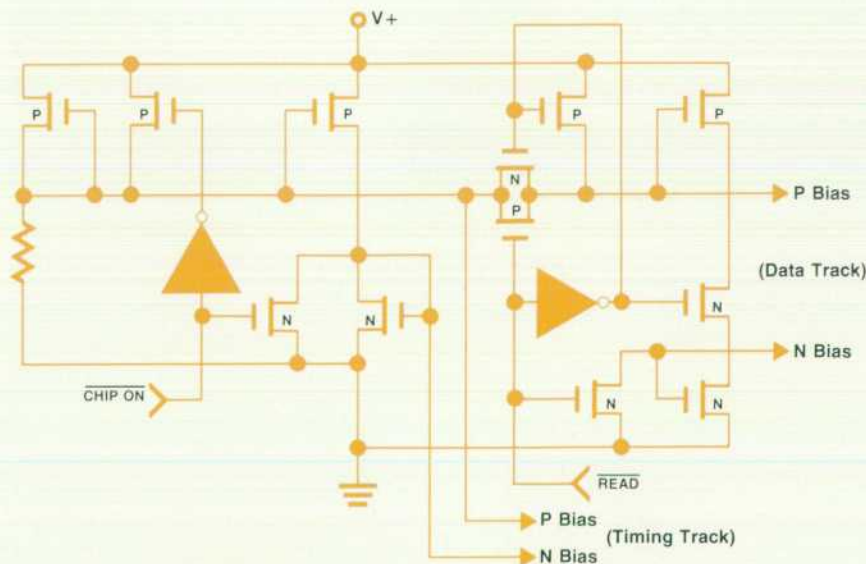 V+
P
P
P
P
P
N
P
P Bias
(Data Track)
N
N
N
N Bias
CHIP ON
N
N
READ
P Bias
(Timing Track)
N Bias